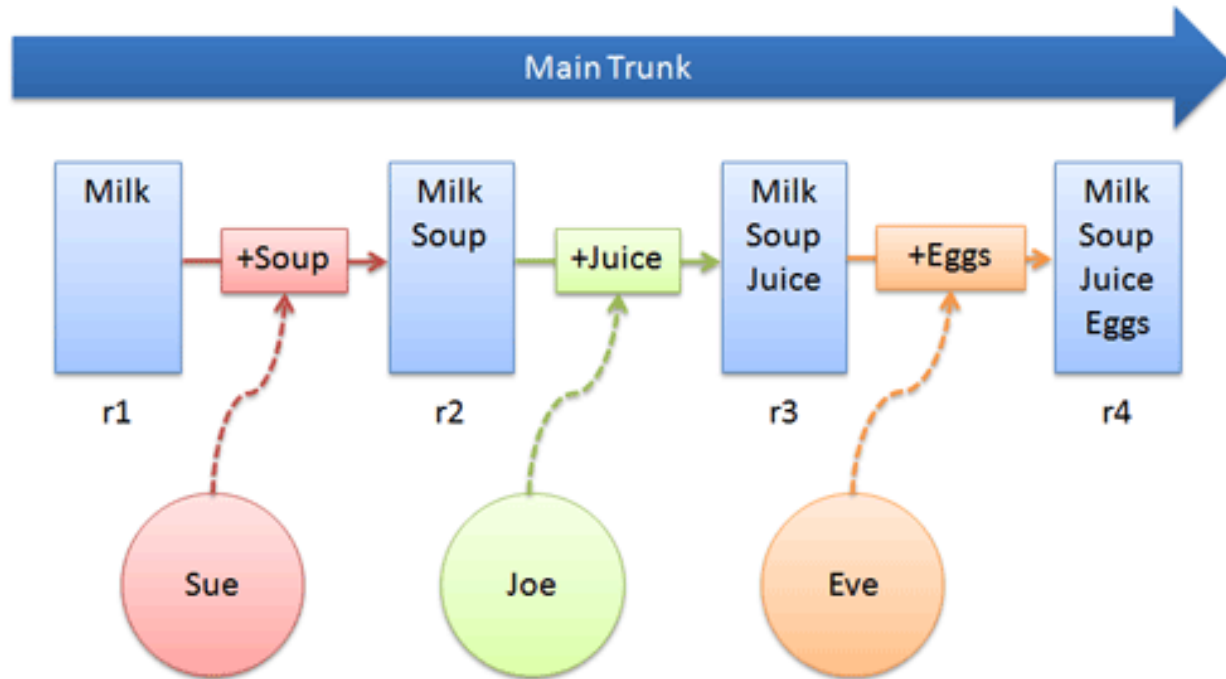 Main Trunk
Milk
+Soup
Milk
Soup
+Juice
Milk
Soup
Juice
+Eggs
Milk
Soup
Juice
Eggs
r1
r2
r3
r4
Sue
Joe
Eve